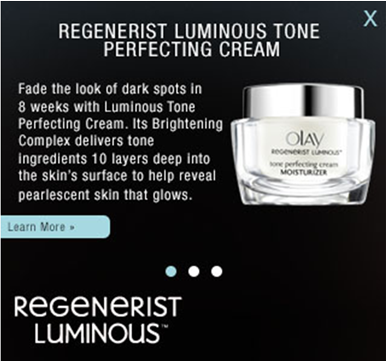 X
REGENERIST LUMINOUS TONE
PERFECTING CREAM
Fade the look of dark spots in
8 weeks with Luminous Tone
Perfecting Cream. Its Brightening
Complex delivers tone
ingredients 10 layers deep into
the skin's surface to help reveal
pearlescent skin that glows.
OLAY
REGENERIST LUMINOUS™
tone perfecting cream
MOISTURIZER
Learn More »
REGENERIST
LUMINOUS™